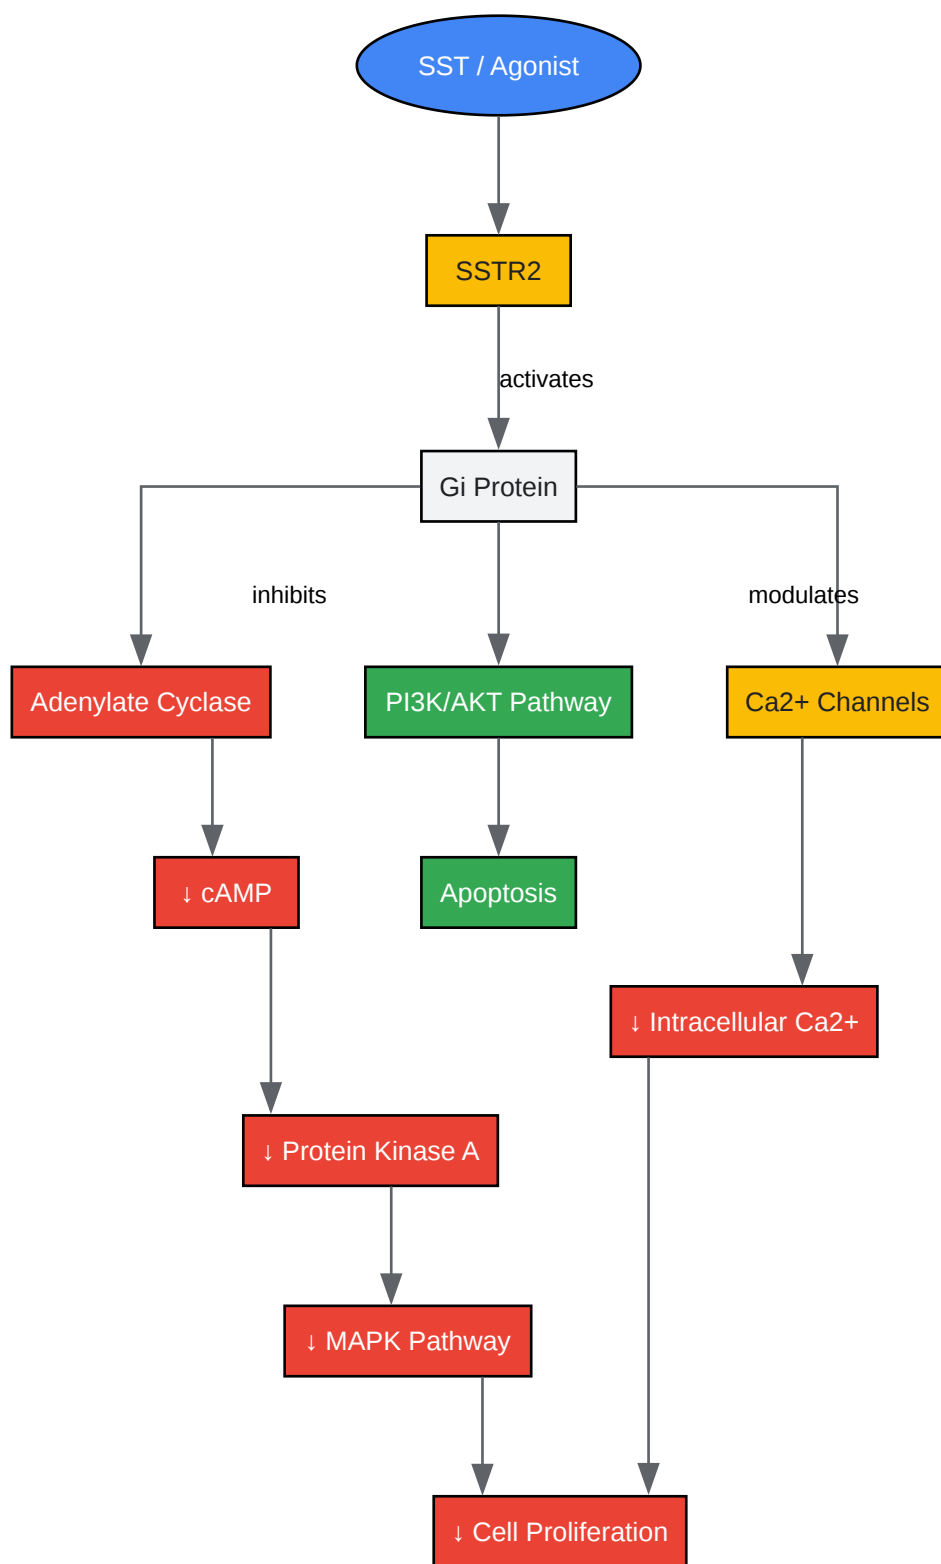 SST / Agonist
SSTR2
activates
Gi Protein
inhibits
modulates
Adenylate Cyclase
PI3K/AKT Pathway
Ca2+ Channels
↓ cAMP
Apoptosis
↓ Intracellular Ca2+
↓ Protein Kinase A
↓ MAPK Pathway
↓ Cell Proliferation